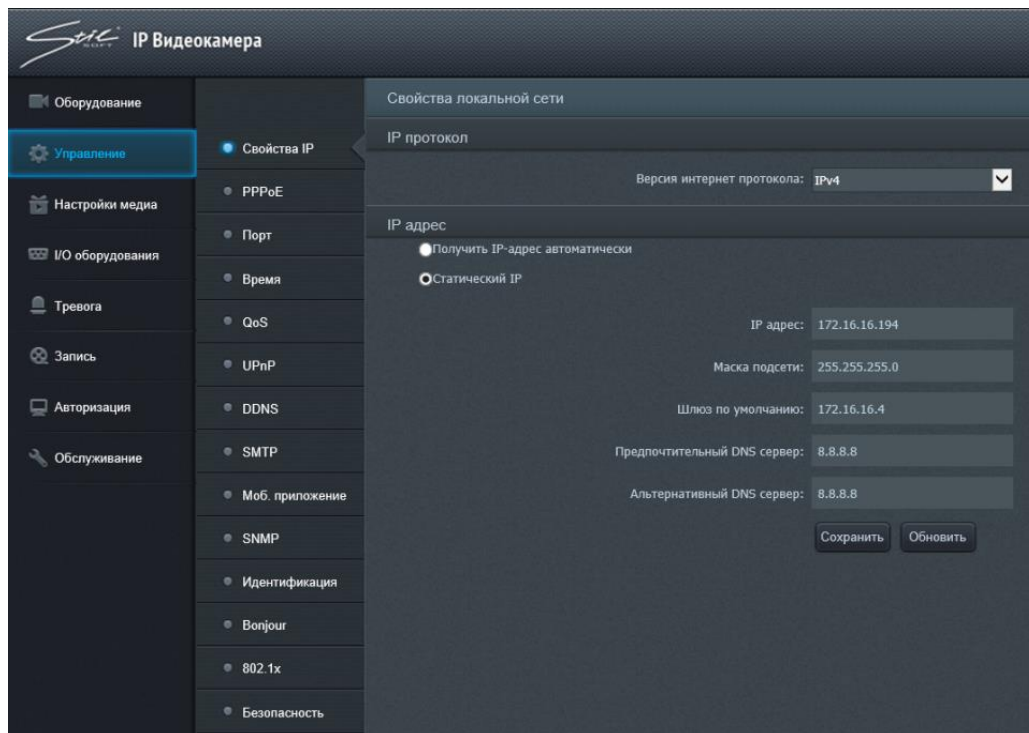 Stil SOFT IP Видеокамера
Оборудование
Управление
Настройки медиа
I/O оборудования
Тревога
Запись
Авторизация
Обслуживание
Свойства IP
PPPoE
Порт
Время
QoS
UPnP
DDNS
SMTP
Моб. приложение
SNMP
Идентификация
Bonjour
802.1x
Безопасность
Свойства локальной сети
IP протокол
Версия интернет протокола: IPv4
IP адрес
Получить IP-адрес автоматически
Статический IP
IP адрес: 172.16.16.194
Маска подсети: 255.255.255.0
Шлюз по умолчанию: 172.16.16.4
Предпочтительный DNS сервер: 8.8.8.8
Альтернативный DNS сервер: 8.8.8.8
Сохранить Обновить